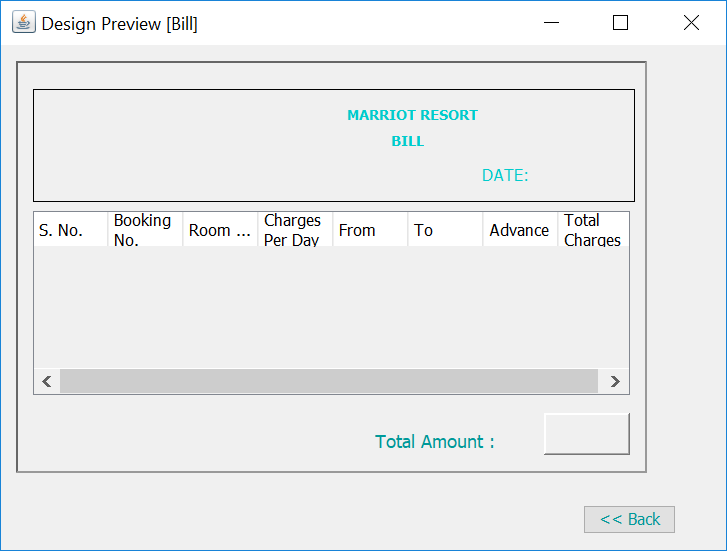 Design Preview [Bill]
MARRIOT RESORT
BILL
DATE:
S. No. Booking No. Room ... Charges Per Day From To Advance Total Charges
Total Amount :
<< Back